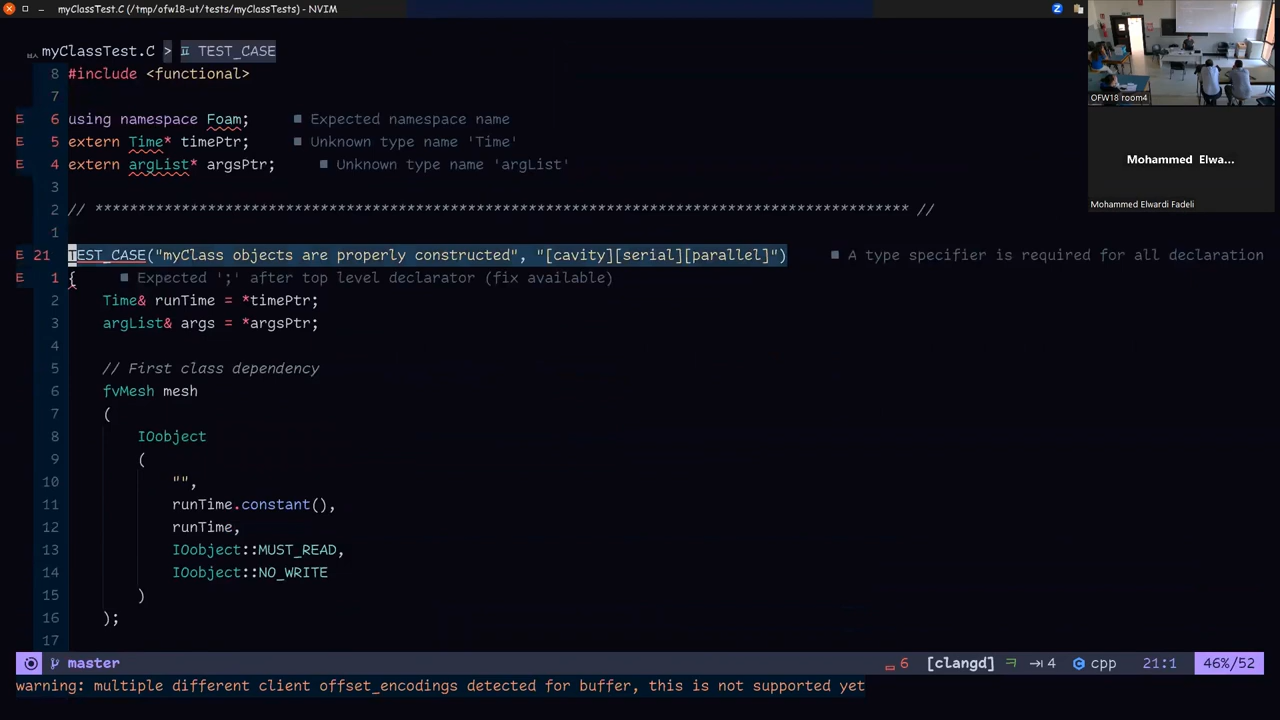 myClassTest.C (/tmp/ofw18-ut/tests/myClassTests) - NVIM
myClassTest.C > TEST_CASE
8 #include <functional>
7
E 6 using namespace Foam; ■ Expected namespace name
E 5 extern Time* timePtr; ■ Unknown type name 'Time'
E 4 extern argList* argsPtr; ■ Unknown type name 'argList'
3
2 // ********************************************************************************************** //
1
E 21 TEST_CASE("myClass objects are properly constructed", "[cavity][serial][parallel]") ■ A type specifier is required for all declaration
E 1 { ■ Expected ';' after top level declarator (fix available)
2 Time& runTime = *timePtr;
3 argList& args = *argsPtr;
4
5 // First class dependency
6 fvMesh mesh
7 (
8 IOobject
9 (
10 "",
11 runTime.constant(),
12 runTime,
13 IOobject::MUST_READ,
14 IOobject::NO_WRITE
15 )
16 );
17
master 6 [clangd] 4 cpp 21:1 46%/52
warning: multiple different client offset_encodings detected for buffer, this is not supported yet
OFW18 room4
Mohammed Elwa...
Mohammed Elwardi Fadeli